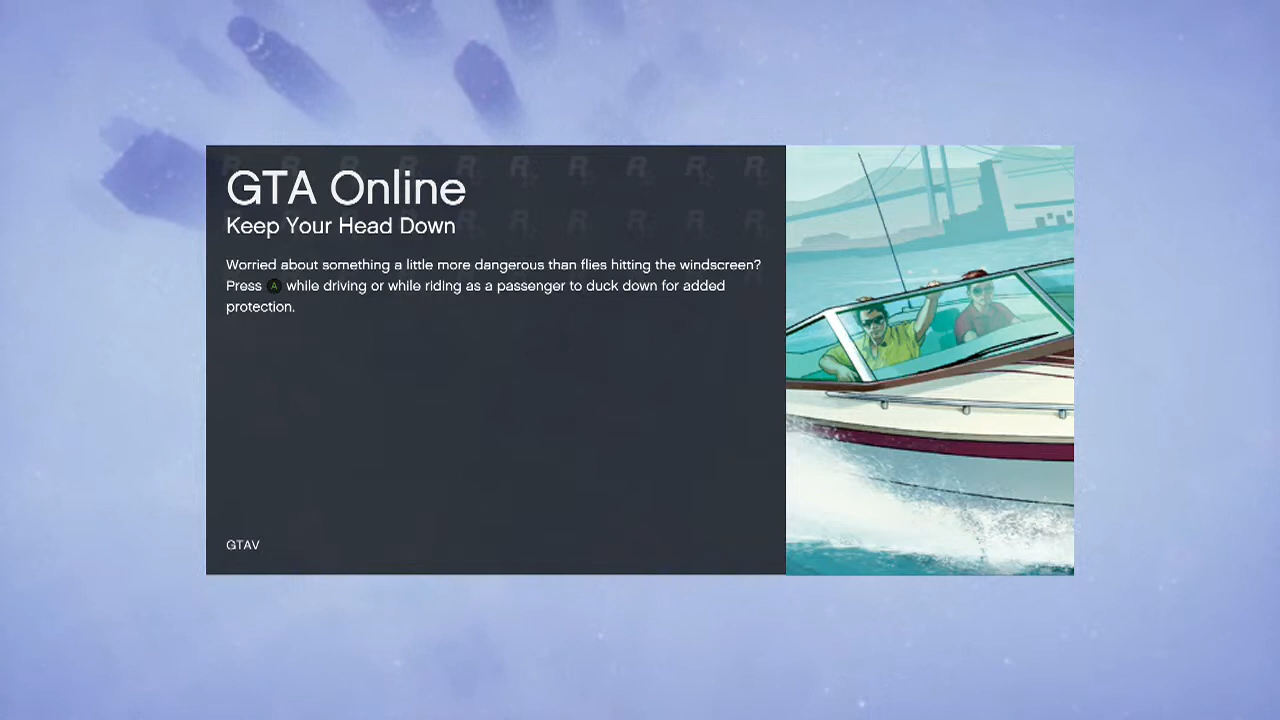 GTA Online
Keep Your Head Down
Worried about something a little more dangerous than flies hitting the windscreen?
Press A while driving or while riding as a passenger to duck down for added
protection.
GTAV